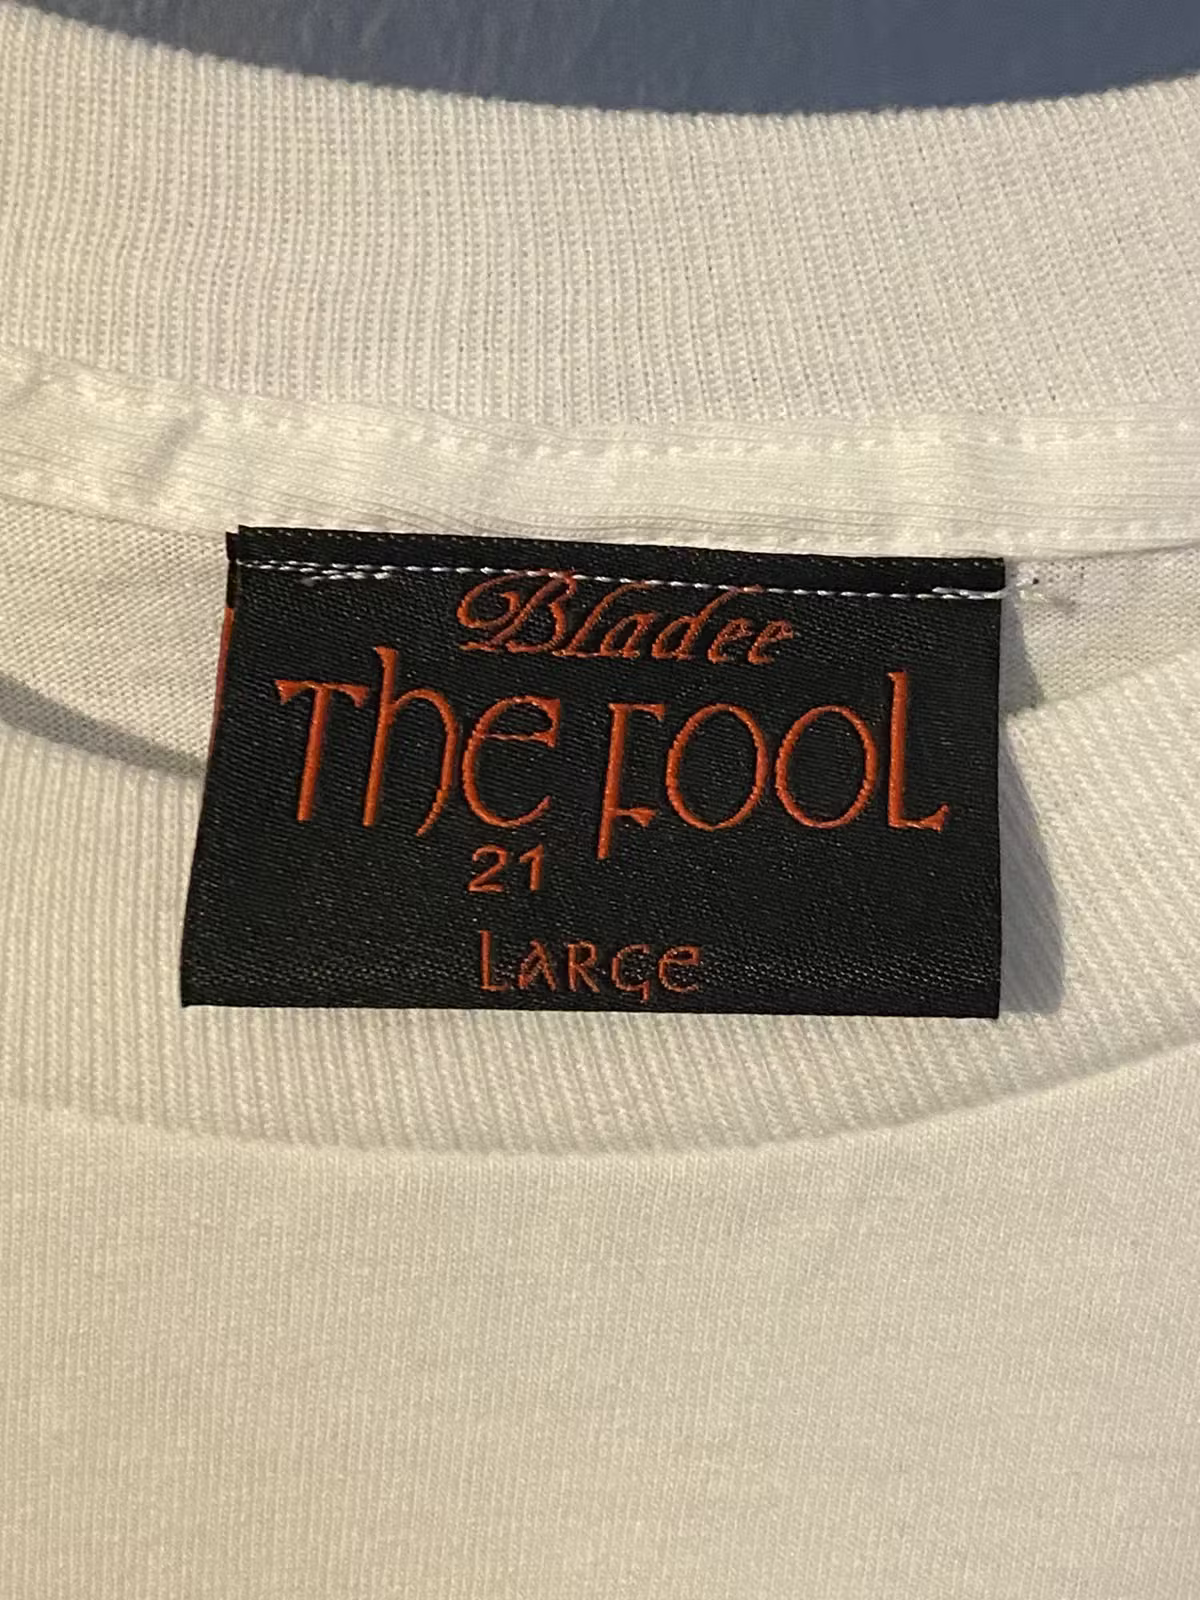 Bladee
The Fool
21
Large